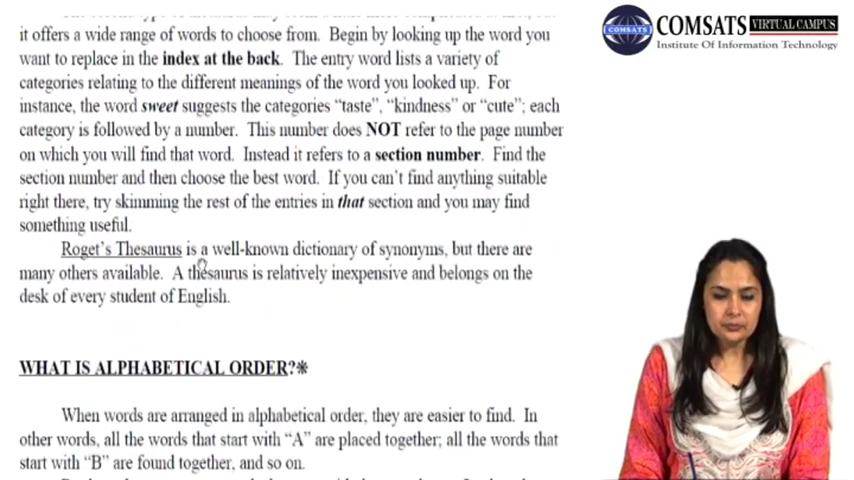 it offers a wide range of words to choose from. Begin by looking up the word you
want to replace in the index at the back. The entry word lists a variety of
categories relating to the different meanings of the word you looked up. For
instance, the word sweet suggests the categories “taste”, “kindness” or “cute”; each
category is followed by a number. This number does NOT refer to the page number
on which you will find that word. Instead it refers to a section number. Find the
section number and then choose the best word. If you can’t find anything suitable
right there, try skimming the rest of the entries in that section and you may find
something useful.
Roget’s Thesaurus is a well-known dictionary of synonyms, but there are
many others available. A thesaurus is relatively inexpensive and belongs on the
desk of every student of English.
WHAT IS ALPHABETICAL ORDER?*
When words are arranged in alphabetical order, they are easier to find. In
other words, all the words that start with “A” are placed together; all the words that
start with “B” are found together, and so on.
COMSATS
COMSATS VIRTUAL CAMPUS
Institute Of Information Technology